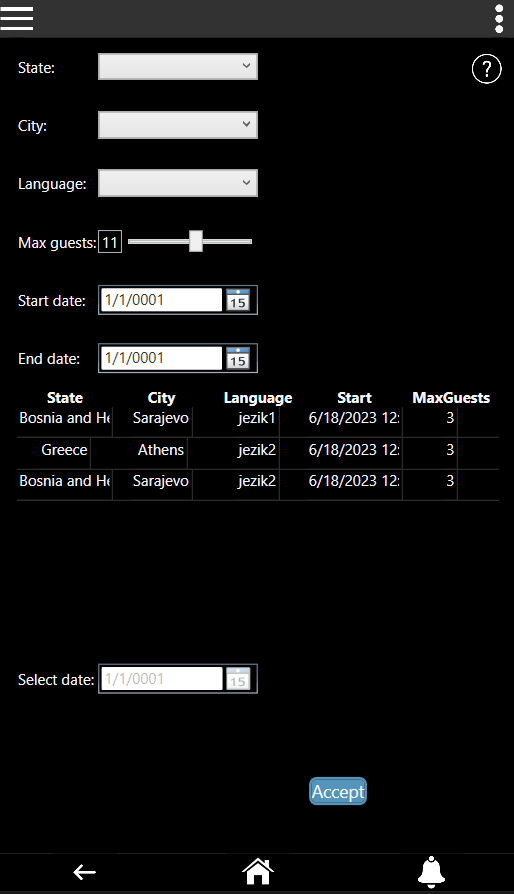 State:
?
City:
Language:
Max guests: 11
Start date: 1/1/0001 15
End date: 1/1/0001 15
State City Language Start MaxGuests
Bosnia and He Sarajevo jezik1 6/18/2023 12: 3
Greece Athens jezik2 6/18/2023 12: 3
Bosnia and He Sarajevo jezik2 6/18/2023 12: 3
Select date: 1/1/0001 15
Accept